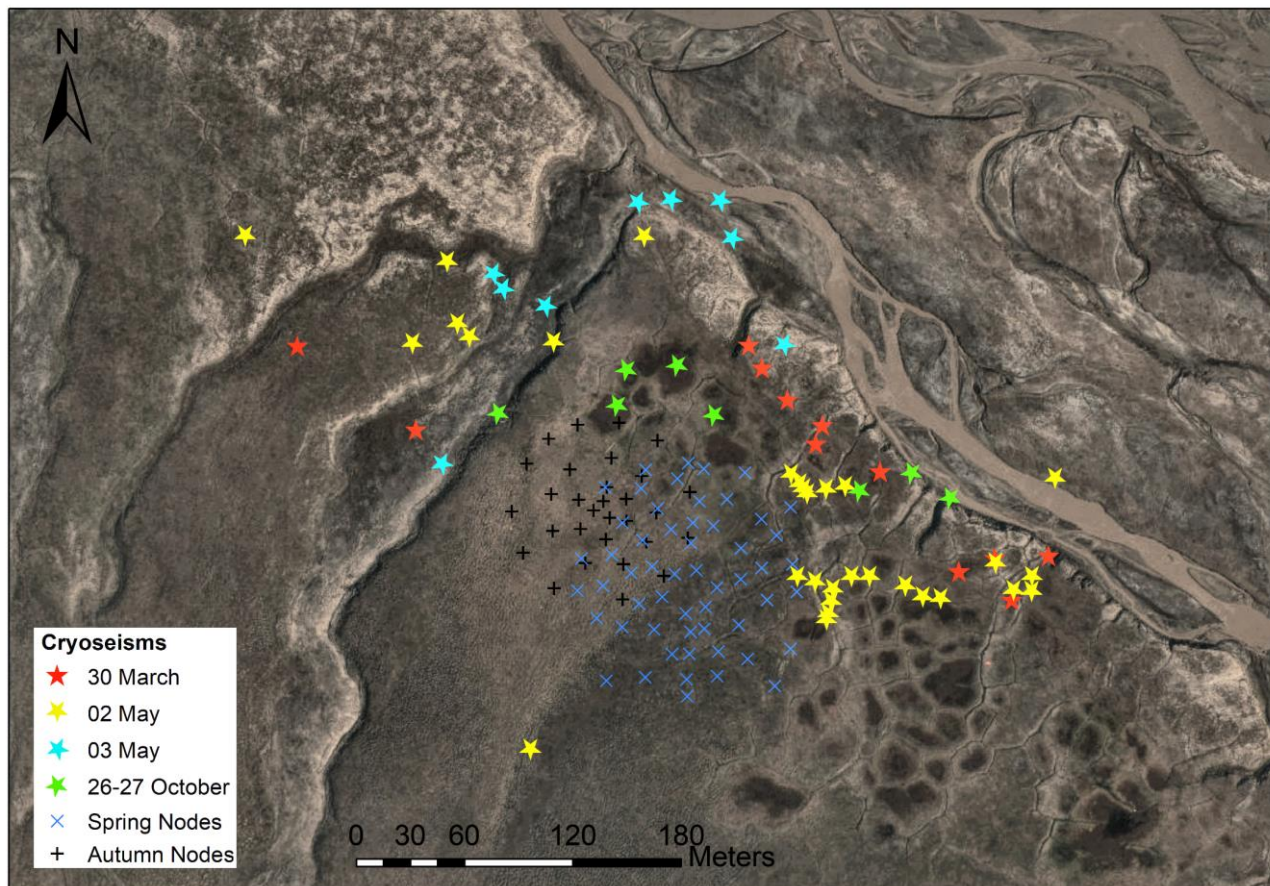 N
Cryoseisms
30 March
02 May
03 May
26-27 October
Spring Nodes
Autumn Nodes
0 30 60 120 180
Meters